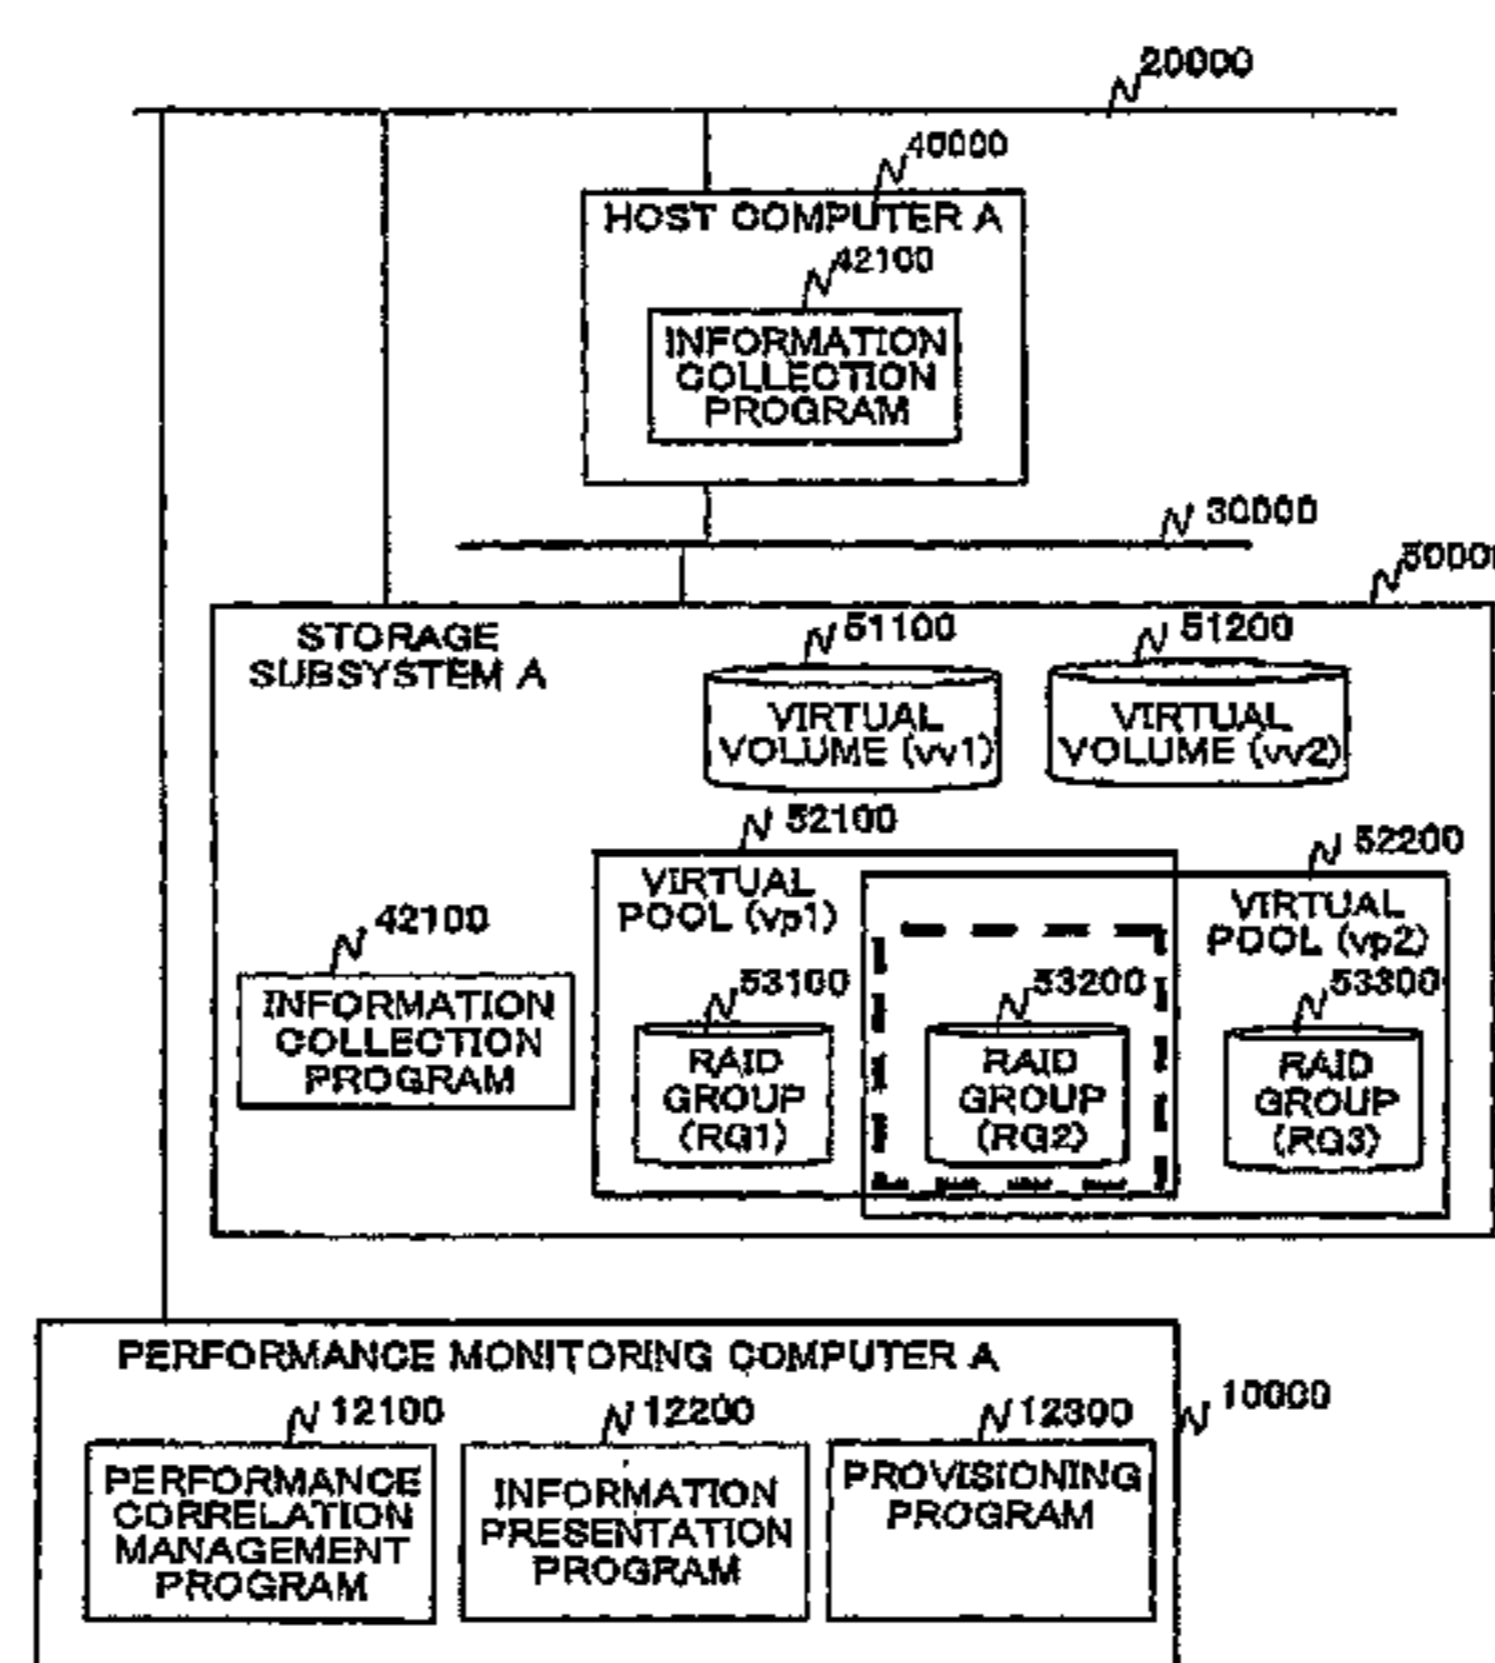 20000
40000
HOST COMPUTER A
42100
INFORMATION
COLLECTION
PROGRAM
30000
5000
STORAGE
SUBSYSTEM A
51100
51200
VIRTUAL
VOLUME (vv1)
VIRTUAL
VOLUME (vv2)
52100
52200
VIRTUAL
POOL (vp1)
VIRTUAL
POOL (vp2)
42100
INFORMATION
COLLECTION
PROGRAM
53100
53200
53300
RAID
GROUP
(RG1)
RAID
GROUP
(RG2)
RAID
GROUP
(RG3)
PERFORMANCE MONITORING COMPUTER A
10000
12100
12200
12300
PERFORMANCE
CORRELATION
MANAGEMENT
PROGRAM
INFORMATION
PRESENTATION
PROGRAM
PROVISIONING
PROGRAM